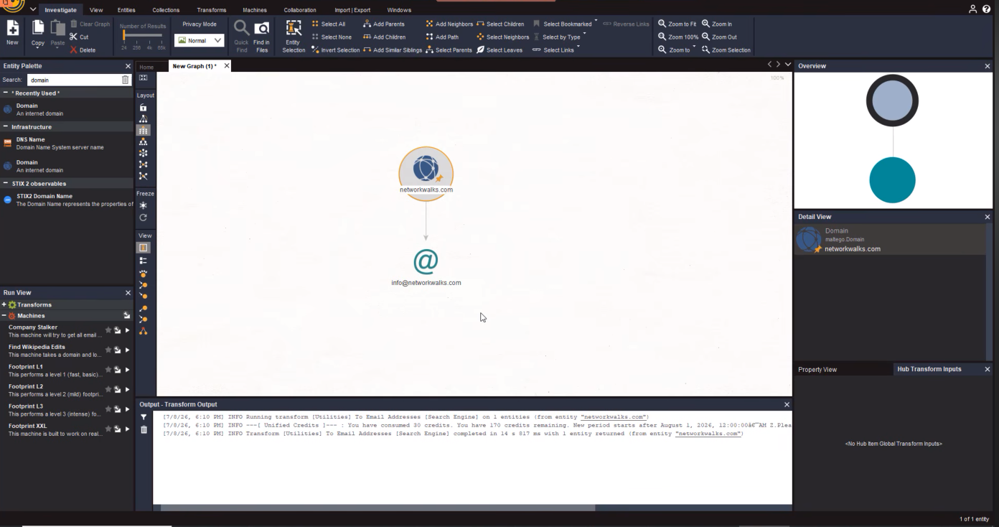 Investigate View Entities Collections Transforms Machines Collaboration Import | Export Windows
New
Copy
Paste
Clear Graph
Cut
Delete
Number of Results
24 256 4k 65k
Privacy Mode
Normal
Quick Find
Find in Files
Entity Selection
Select All
Select None
Invert Selection
Add Parents
Add Children
Add Similar Siblings
Add Neighbors
Add Path
Select Parents
Select Children
Select Neighbors
Select Leaves
Select Bookmarked
Select by Type
Select Links
Reverse Links
Zoom to Fit
Zoom 100%
Zoom to
Zoom In
Zoom Out
Zoom Selection
Entity Palette
Search: domain
* Recently Used *
Domain
An internet domain
Infrastructure
DNS Name
Domain Name System server name
Domain
An internet domain
STIX 2 observables
STIX2 Domain Name
The Domain Name represents the properties of
Run View
Transforms
Machines
Company Stalker
This machine will try to get all email ...
Find Wikipedia Edits
This machine takes a domain and lo...
Footprint L1
This performs a level 1 (fast, basic)...
Footprint L2
This performs a level 2 (mild) footpri...
Footprint L3
This performs a level 3 (intense) fo...
Footprint XXL
This machine is built to work on real...
Home
New Graph (1) *
Layout
Freeze
View
100%
networkwalks.com
@
info@networkwalks.com
Output - Transform Output
[7/8/26, 6:10 PM] INFO Running transform [Utilities] To Email Addresses [Search Engine] on 1 entities (from entity "networkwalks.com")
[7/8/26, 6:10 PM] INFO ---[ Unified Credits ]--- : You have consumed 30 credits. You have 170 credits remaining. New period starts after August 1, 2026, 12:00:00â€¯AM Z.Plea
[7/8/26, 6:10 PM] INFO Transform [Utilities] To Email Addresses [Search Engine] completed in 14 s 817 ms with 1 entity returned (from entity "networkwalks.com")
Overview
Detail View
Domain
maltego.Domain
networkwalks.com
Property View
Hub Transform Inputs
<No Hub Item Global Transform Inputs>
1 of 1 entity